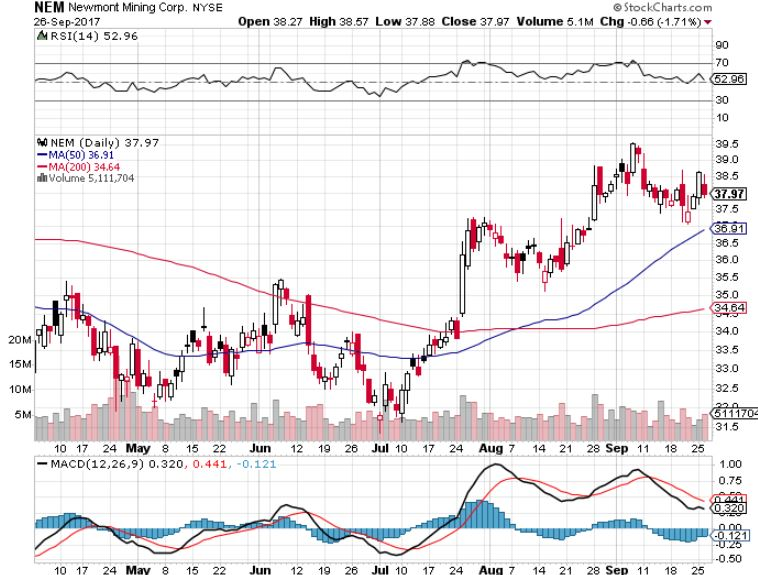 NEM Newmont Mining Corp. NYSE © StockCharts.com
26-Sep-2017 Open 38.27 High 38.57 Low 37.88 Close 37.97 Volume 5.1M Chg -0.66 (-1.71%)
RSI(14) 52.96
90
70
52.96
30
10
NEM (Daily) 37.97
MA(50) 36.91
MA(200) 34.64
Volume 5,111,704
39.5
39.0
38.5
37.97
37.5
36.91
36.5
36.0
35.5
35.0
34.64
34.0
33.5
33.0
32.5
32.0
31.5
20M
15M
10M
5M
5111704
24 May 8 15 22 Jun 12 19 26 Jul 10 17 24 Aug 7 14 21 28 Sep 11 18 25
MACD(12,26,9) 0.320, 0.441, -0.121
1.00
0.75
0.441
0.320
0.00
-0.121
-0.25
-0.50
10 17 24 May 8 15 22 Jun 12 19 26 Jul 10 17 24 Aug 7 14 21 28 Sep 11 18 25